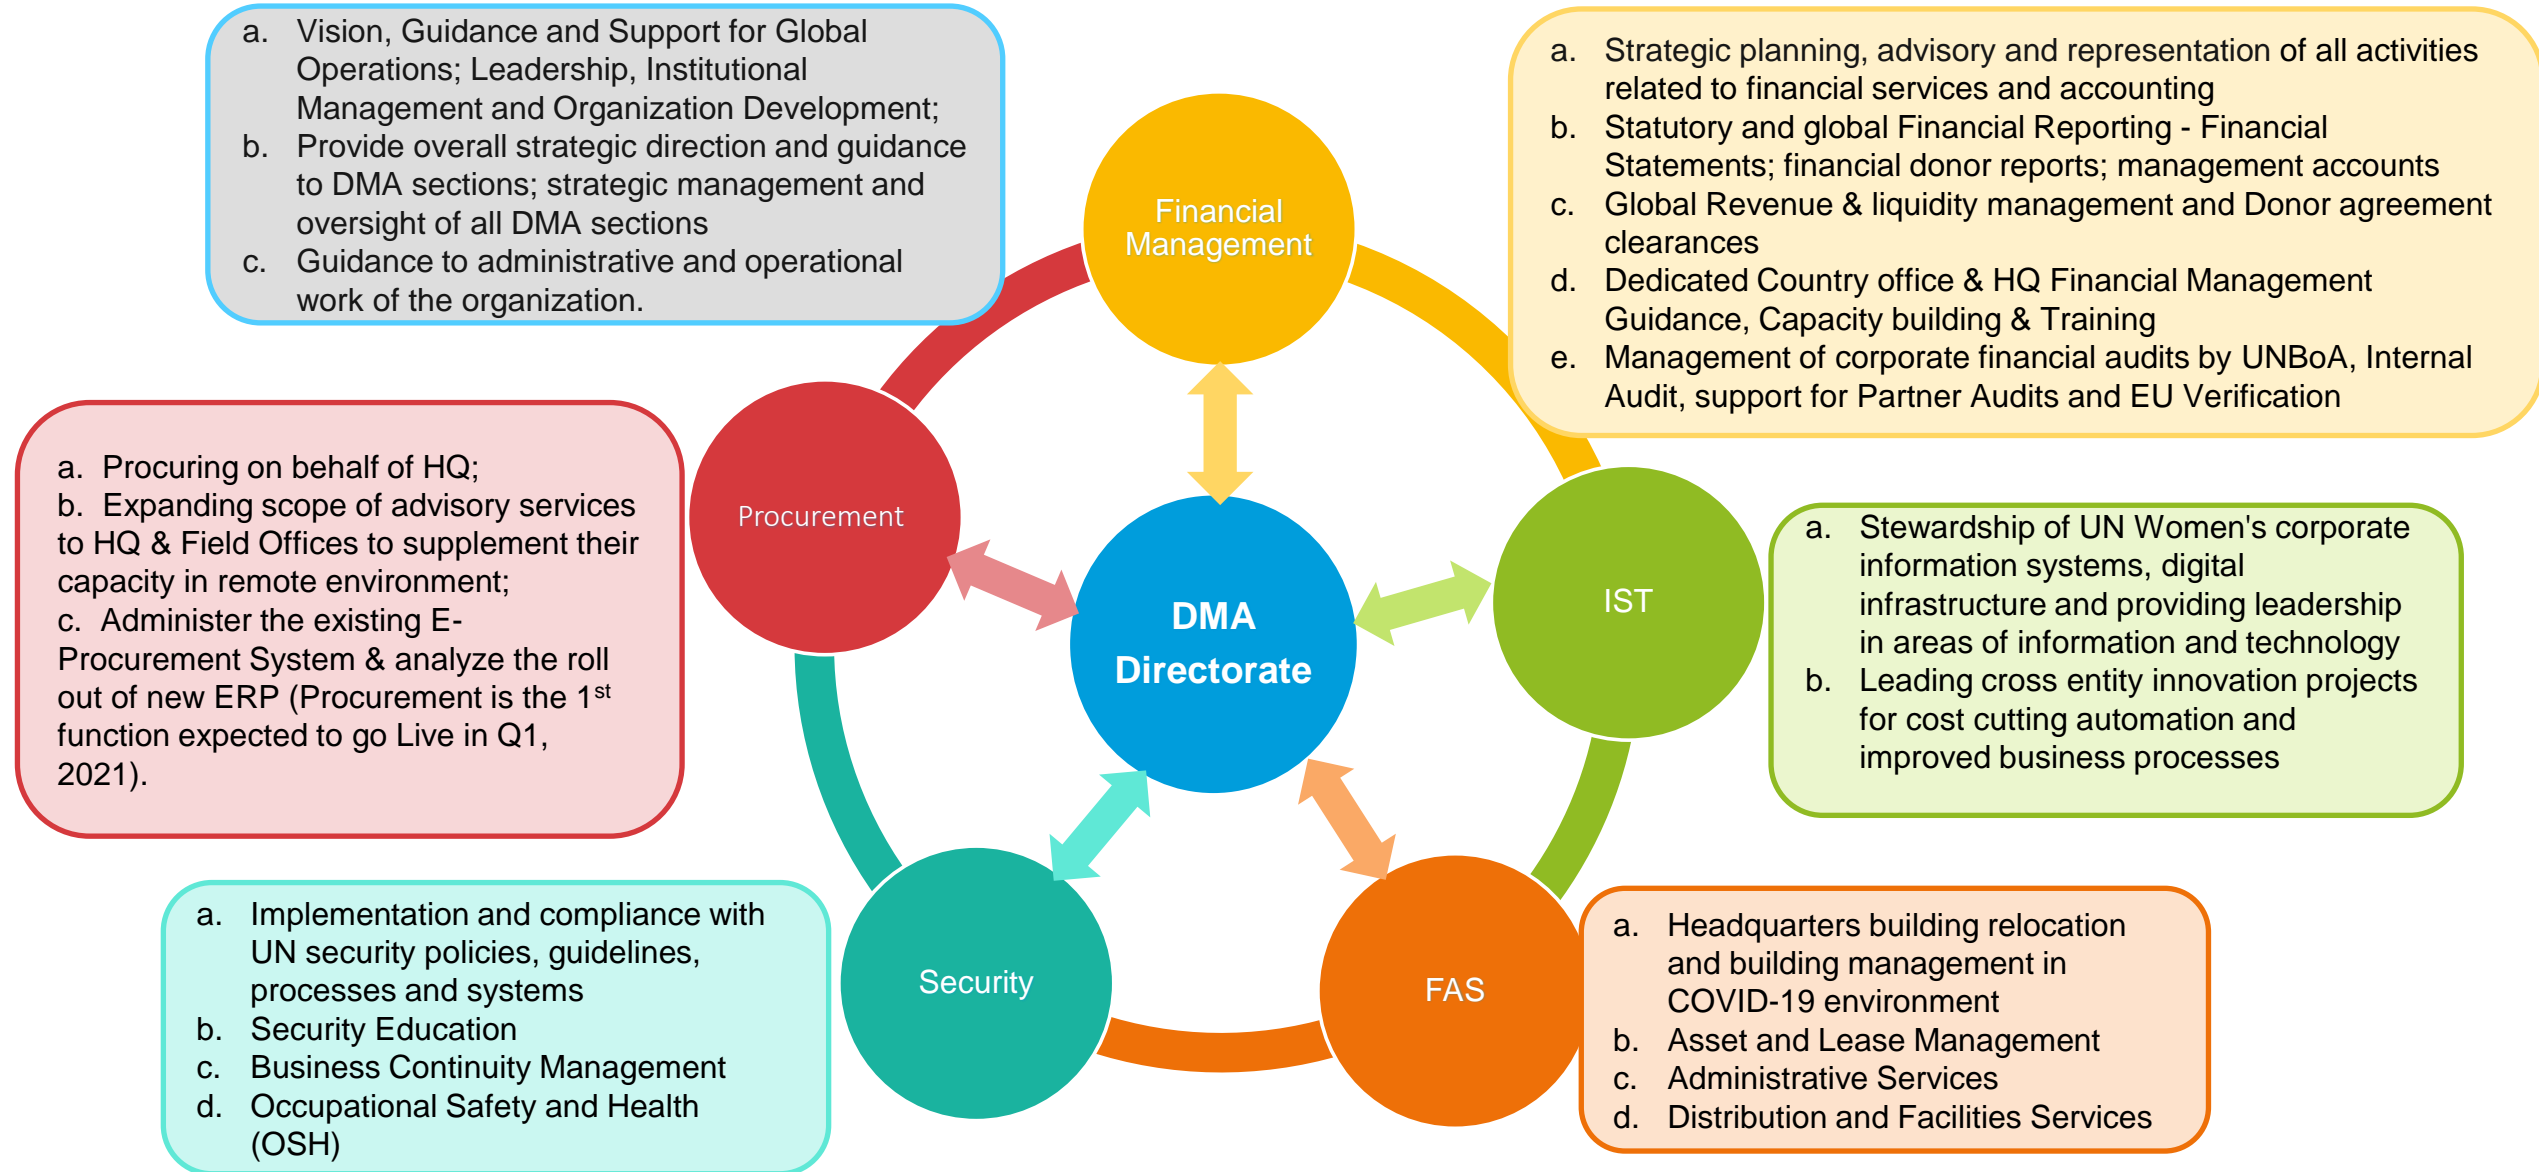 a. Vision, Guidance and Support for Global
Operations; Leadership, Institutional
Management and Organization Development;
b. Provide overall strategic direction and guidance
to DMA sections; strategic management and
oversight of all DMA sections
c. Guidance to administrative and operational
work of the organization.
a. Strategic planning, advisory and representation of all activities
related to financial services and accounting
b. Statutory and global Financial Reporting - Financial
Statements; financial donor reports; management accounts
c. Global Revenue & liquidity management and Donor agreement
clearances
d. Dedicated Country office & HQ Financial Management
Guidance, Capacity building & Training
e. Management of corporate financial audits by UNBoA, Internal
Audit, support for Partner Audits and EU Verification
Financial
Management
a. Procuring on behalf of HQ;
b. Expanding scope of advisory services
to HQ & Field Offices to supplement their
capacity in remote environment;
c. Administer the existing E-
Procurement System & analyze the roll
out of new ERP (Procurement is the 1st
function expected to go Live in Q1,
2021).
Procurement
DMA
Directorate
IST
a. Stewardship of UN Women's corporate
information systems, digital
infrastructure and providing leadership
in areas of information and technology
b. Leading cross entity innovation projects
for cost cutting automation and
improved business processes
a. Implementation and compliance with
UN security policies, guidelines,
processes and systems
b. Security Education
c. Business Continuity Management
d. Occupational Safety and Health
(OSH)
Security
FAS
a. Headquarters building relocation
and building management in
COVID-19 environment
b. Asset and Lease Management
c. Administrative Services
d. Distribution and Facilities Services